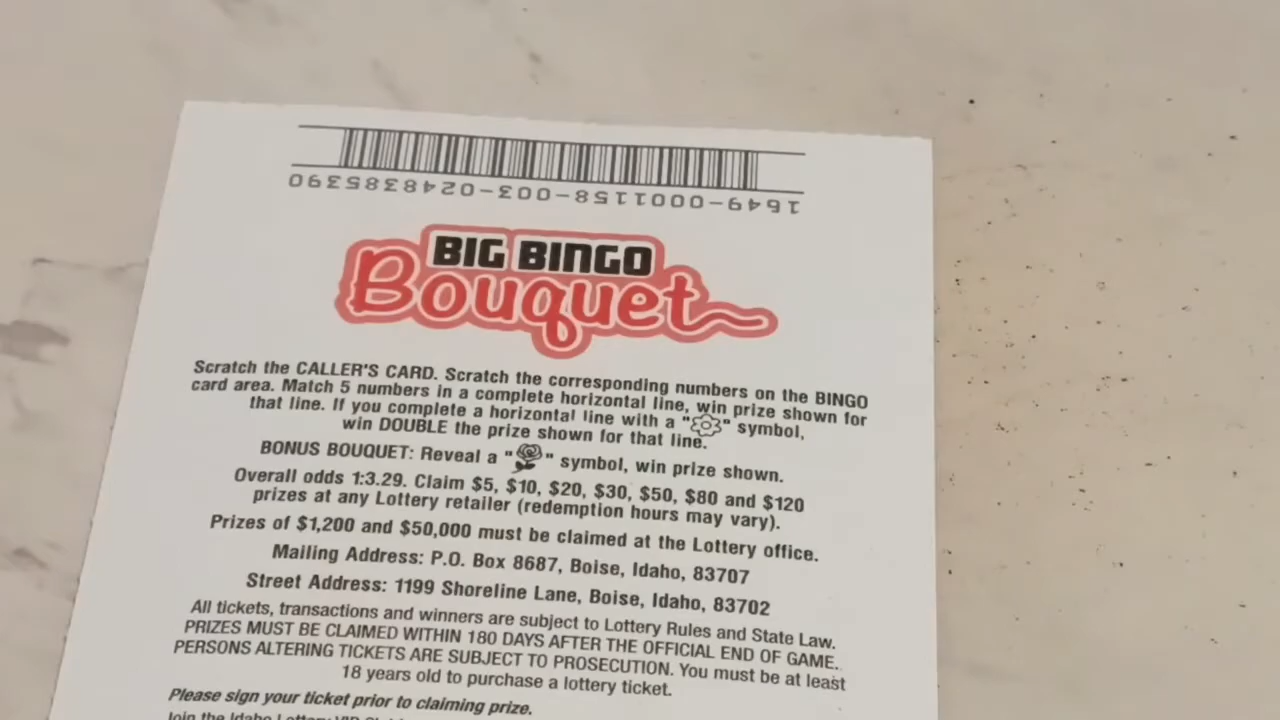 1649-0001158-003-0248385390
BIG BINGO
Bouquet
Scratch the CALLER'S CARD. Scratch the corresponding numbers on the BINGO
card area. Match 5 numbers in a complete horizontal line, win prize shown for
that line. If you complete a horizontal line with a "" symbol,
win DOUBLE the prize shown for that line.
BONUS BOUQUET: Reveal a "" symbol, win prize shown.
Overall odds 1:3.29. Claim $5, $10, $20, $30, $50, $80 and $120
prizes at any Lottery retailer (redemption hours may vary).
Prizes of $1,200 and $50,000 must be claimed at the Lottery office.
Mailing Address: P.O. Box 8687, Boise, Idaho, 83707
Street Address: 1199 Shoreline Lane, Boise, Idaho, 83702
All tickets, transactions and winners are subject to Lottery Rules and State Law.
PRIZES MUST BE CLAIMED WITHIN 180 DAYS AFTER THE OFFICIAL END OF GAME.
PERSONS ALTERING TICKETS ARE SUBJECT TO PROSECUTION. You must be at least
18 years old to purchase a lottery ticket.
Please sign your ticket prior to claiming prize.
Join the Idaho Lottery VIP